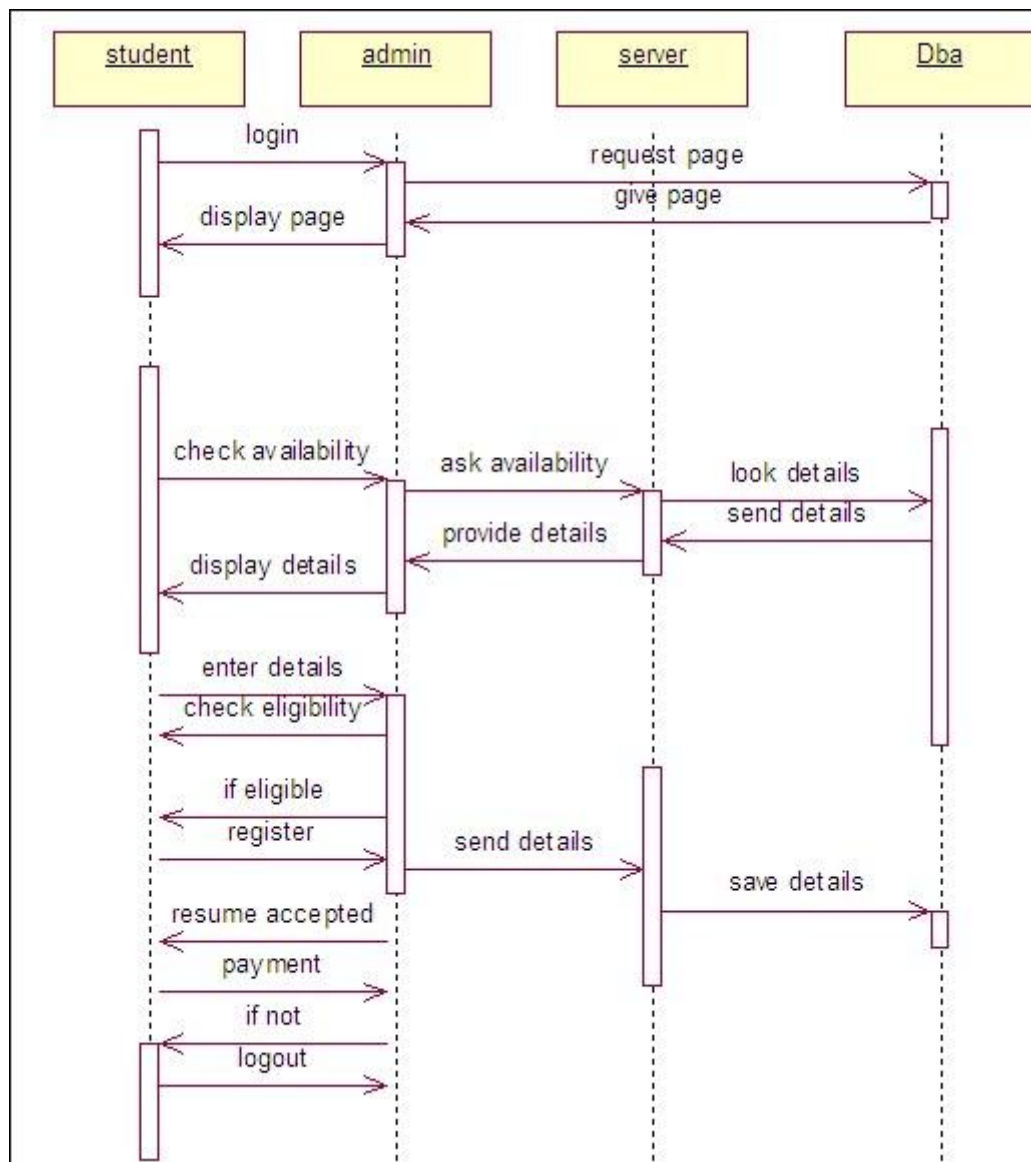 student
admin
server
Dba
login
request page
give page
display page
check availability
ask availability
look details
send details
provide details
display details
enter details
check eligibility
if eligible
register
send details
save details
resume accepted
payment
if not
logout